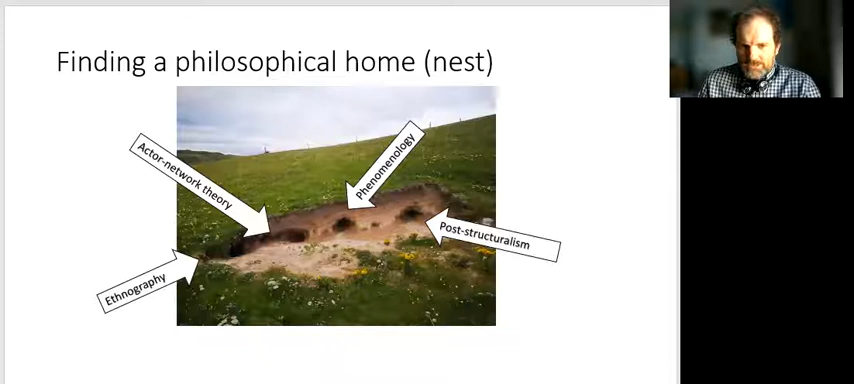 Finding a philosophical home (nest)
Actor-network theory
Phenomenology
Post-structuralism
Ethnography